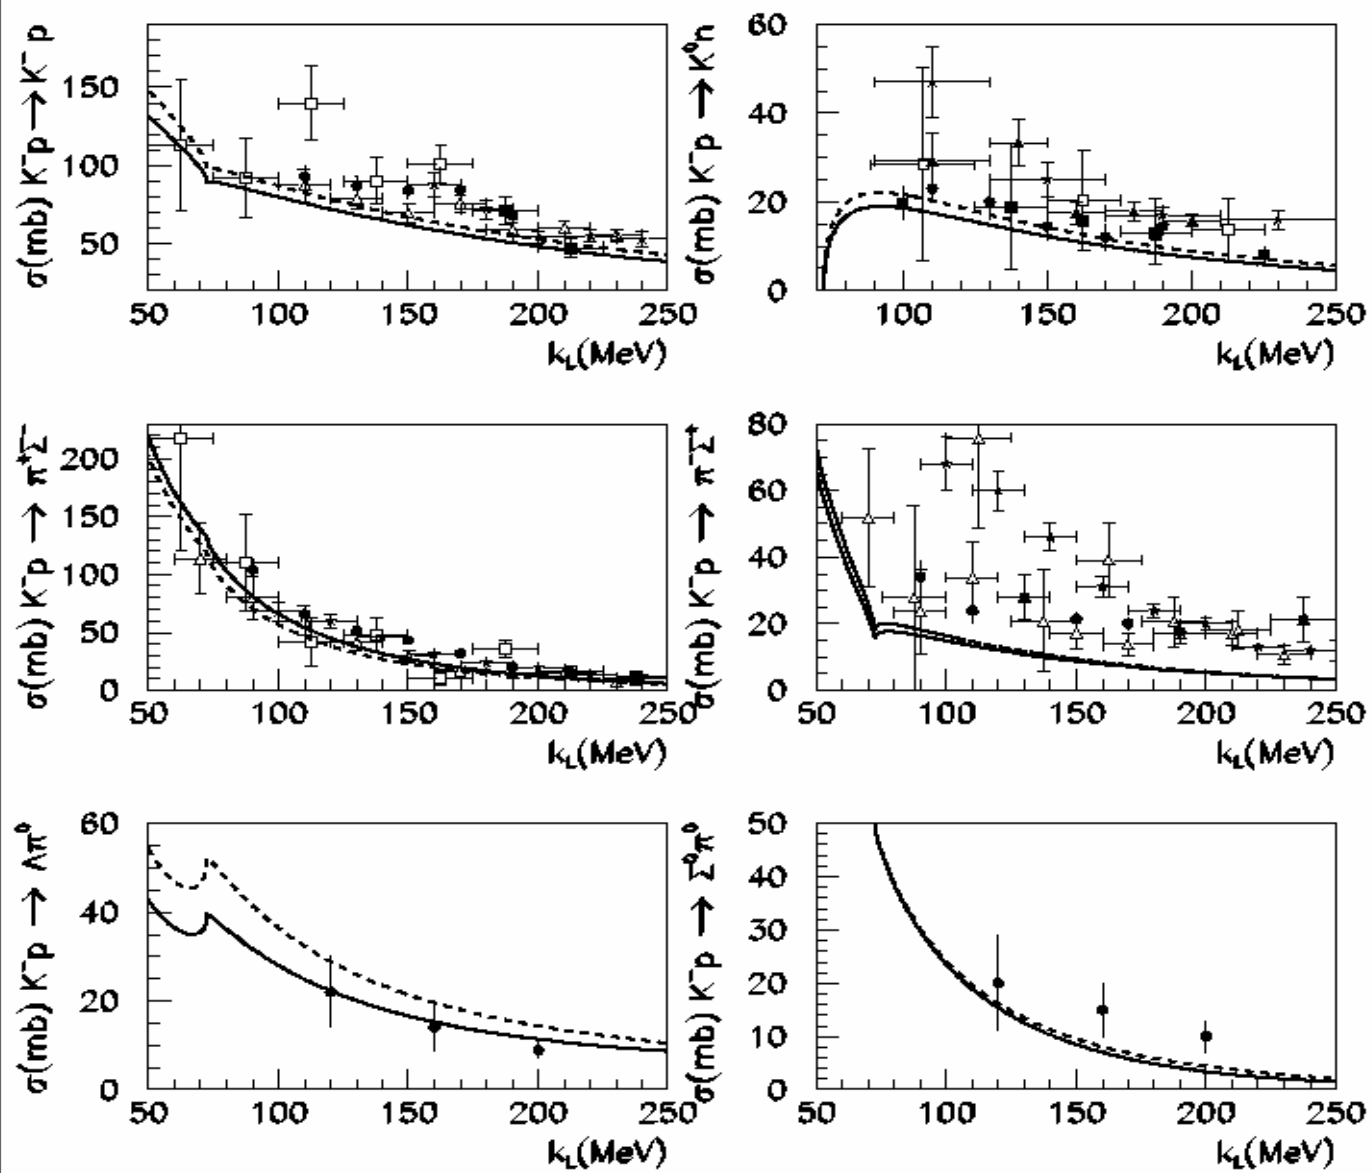 σ(mb) K⁻p → K⁻ p
150
100
50
50 100 150 200 250
k_L(MeV)
σ(mb) K⁻p → K⁰n
60
40
20
0
100 150 200 250
k_L(MeV)
σ(mb) K⁻p → π⁺Σ⁻
200
150
100
50
0
50 100 150 200 250
k_L(MeV)
σ(mb) K⁻p → π⁻Σ⁺
80
60
40
20
0
50 100 150 200 250
k_L(MeV)
σ(mb) K⁻p → Λπ⁰
60
40
20
0
50 100 150 200 250
k_L(MeV)
σ(mb) K⁻p → Σ⁰π⁰
50
40
30
20
10
0
50 100 150 200 250
k_L(MeV)